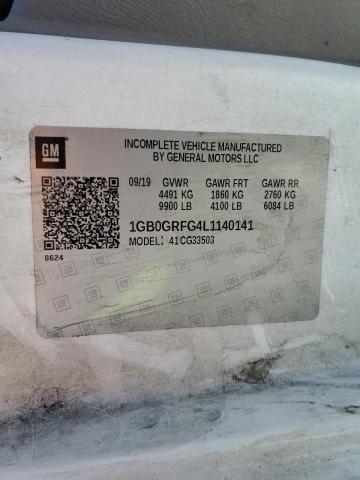 GM
INCOMPLETE VEHICLE MANUFACTURED
BY GENERAL MOTORS LLC
09/19 GVWR GAWR FRT GAWR RR
4491 KG 1860 KG 2760 KG
9900 LB 4100 LB 6084 LB
1GB0GRFG4L1140141
MODEL: 41CG33503
8624